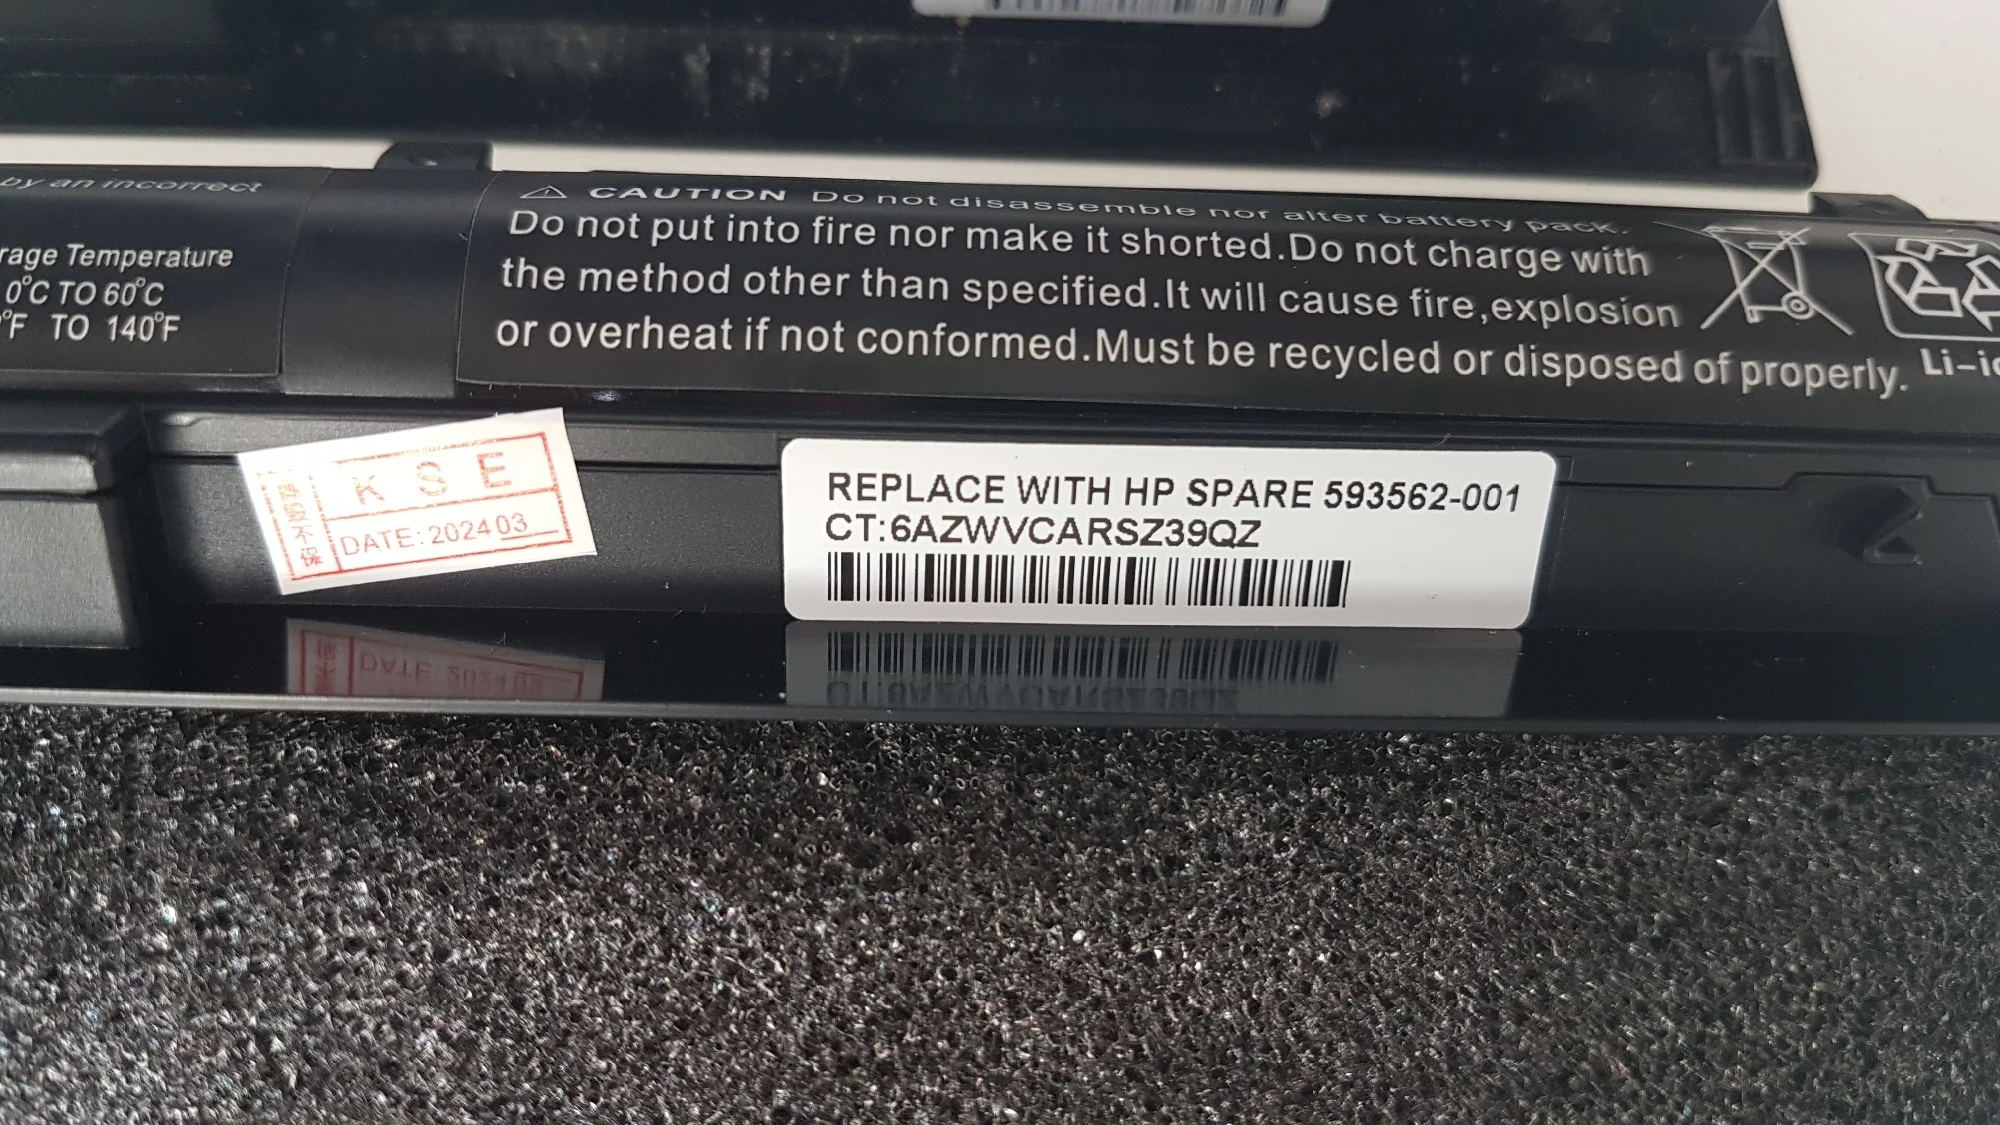 by an incorrect
rage Temperature
0°C TO 60°C
°F TO 140°F
CAUTION Do not disassemble nor alter battery pack.
Do not put into fire nor make it shorted.Do not charge with
the method other than specified.It will cause fire,explosion
or overheat if not conformed.Must be recycled or disposed of properly.
Li-io
K S E
DATE:202403
不保
REPLACE WITH HP SPARE 593562-001
CT:6AZWVCARSZ39QZ